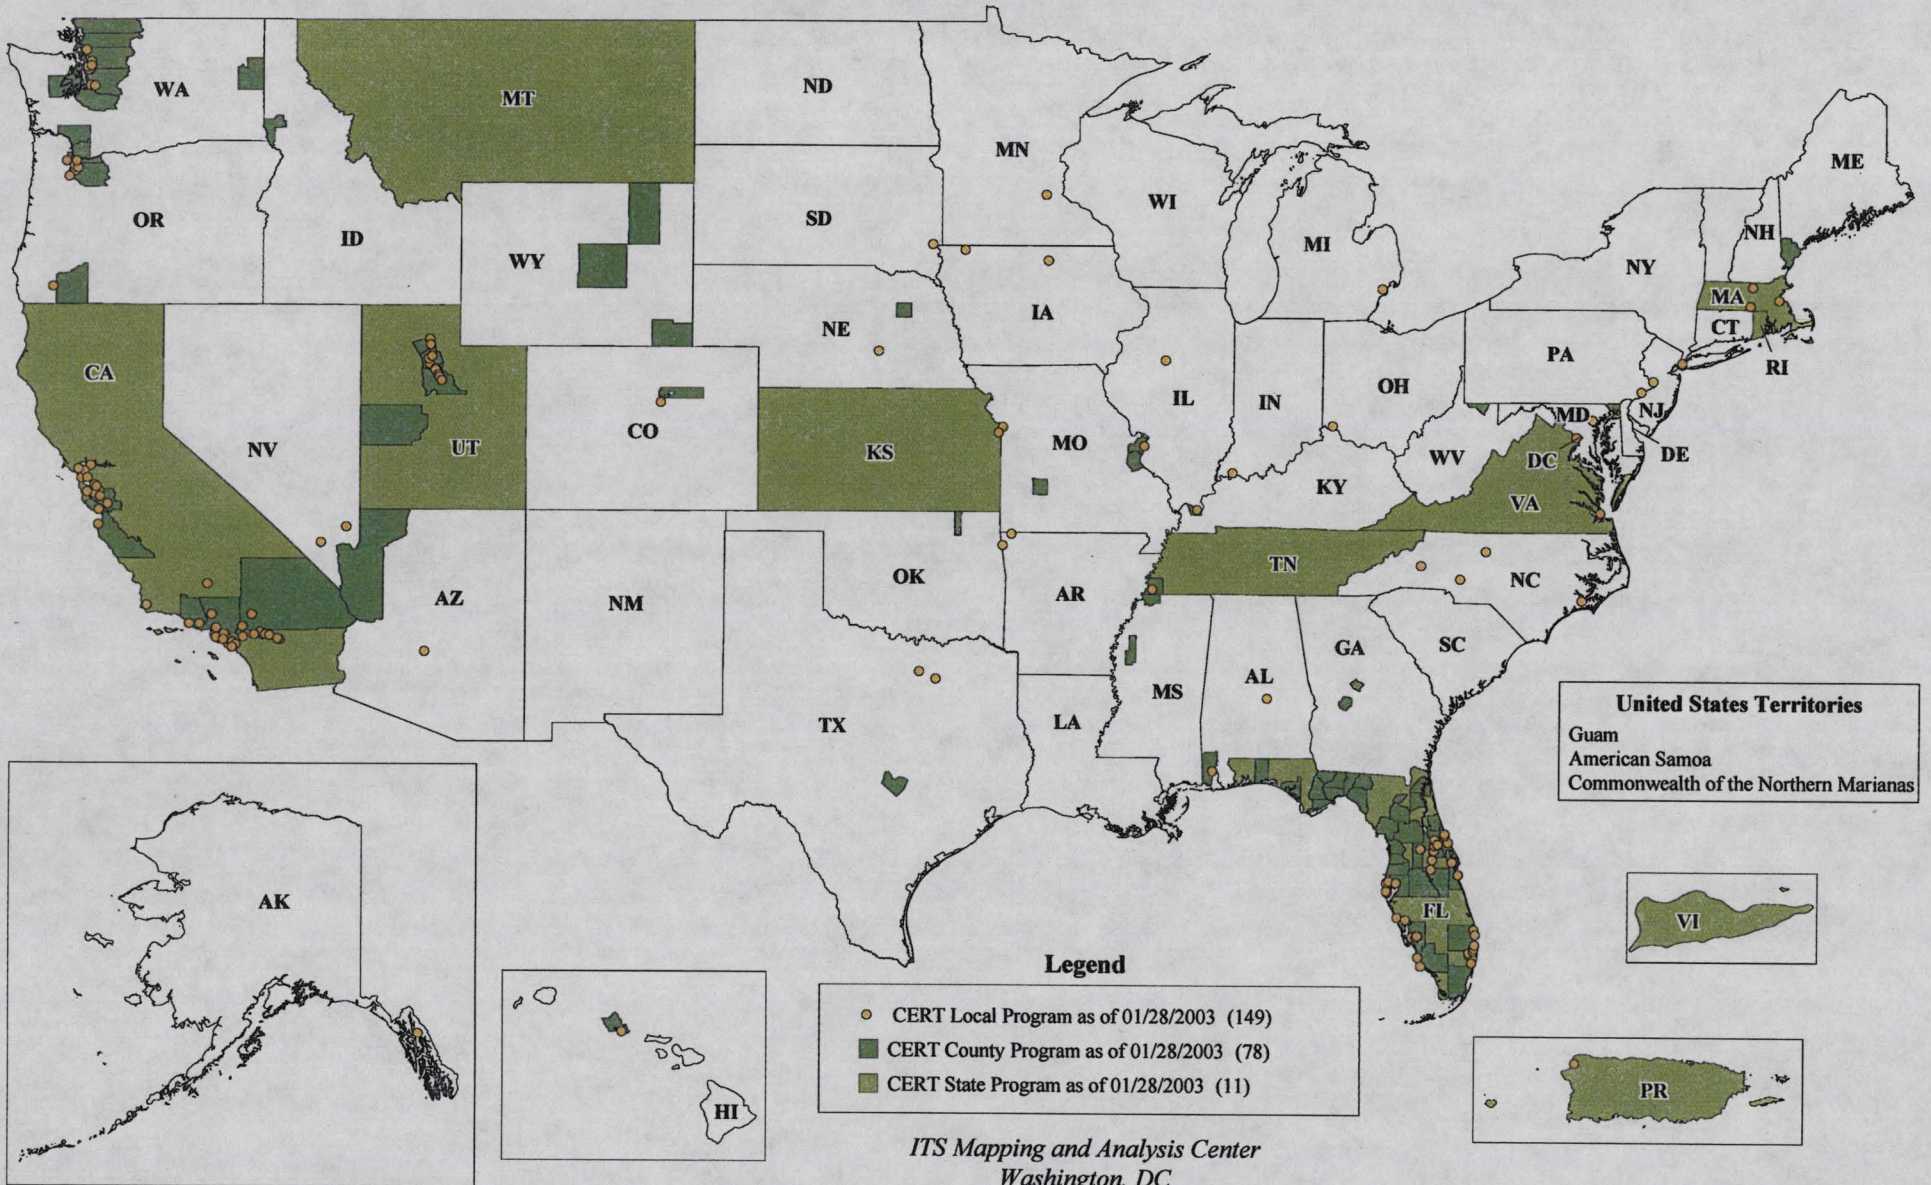 WA
MT
ND
MN
ME
OR
ID
WY
SD
WI
MI
NH
NY
MA
CT
RI
CA
NV
UT
CO
NE
IA
IL
IN
OH
PA
NJ
MD
DE
KS
MO
KY
WV
DC
VA
AZ
NM
OK
AR
TN
NC
TX
LA
MS
AL
GA
SC
FL
United States Territories
Guam
American Samoa
Commonwealth of the Northern Marianas
AK
HI
VI
PR
Legend
CERT Local Program as of 01/28/2003 (149)
CERT County Program as of 01/28/2003 (78)
CERT State Program as of 01/28/2003 (11)
ITS Mapping and Analysis Center
Washington, DC